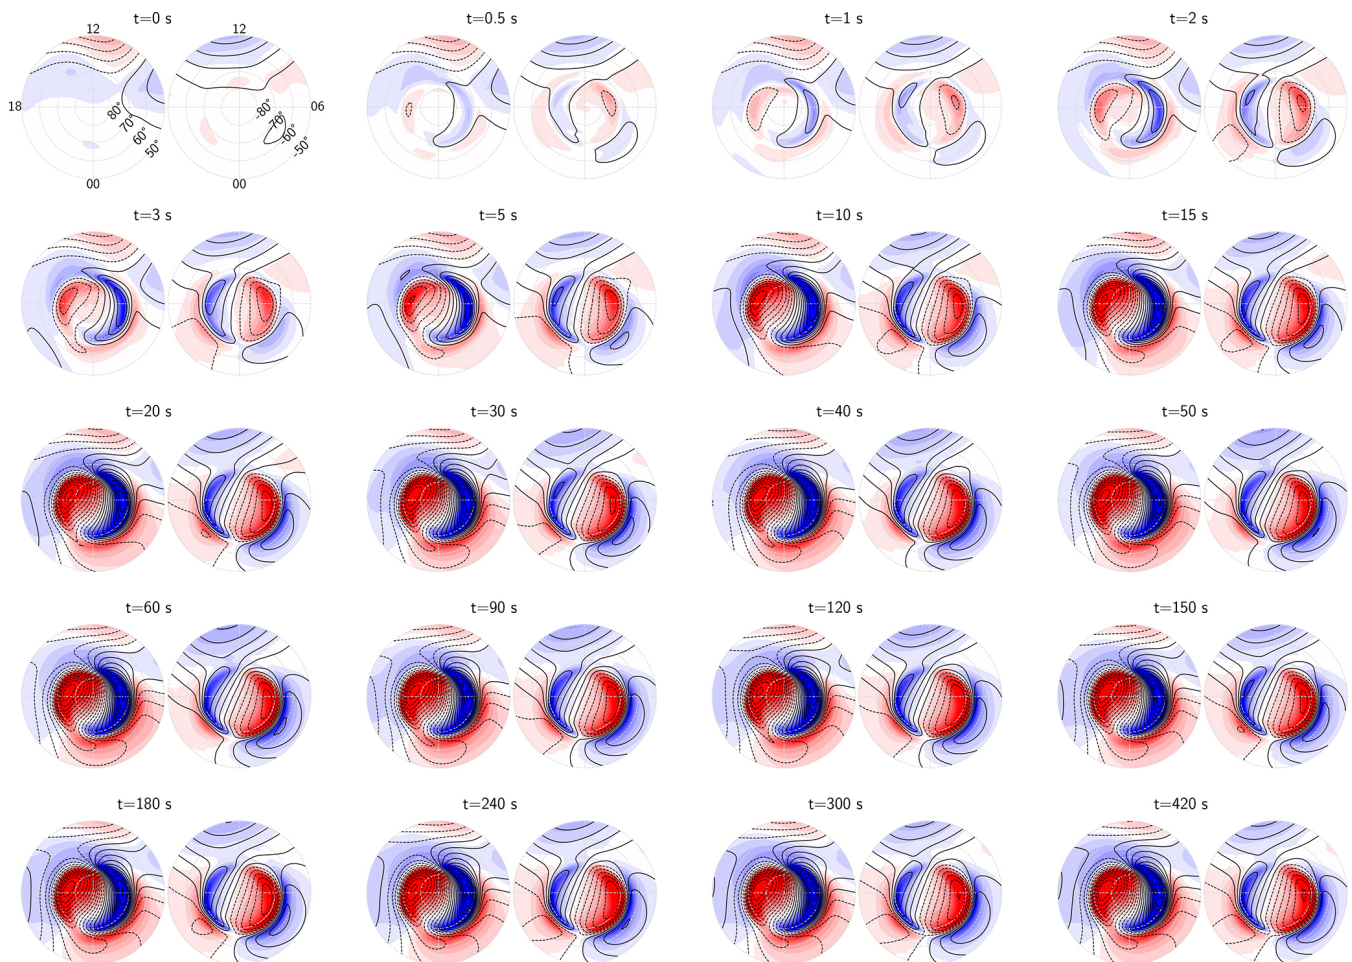 t=0 s
t=0.5 s
t=1 s
t=2 s
12
12
18
06
80°
70°
60°
50°
-80°
-70°
-60°
-50°
00
00
t=3 s
t=5 s
t=10 s
t=15 s
t=20 s
t=30 s
t=40 s
t=50 s
t=60 s
t=90 s
t=120 s
t=150 s
t=180 s
t=240 s
t=300 s
t=420 s